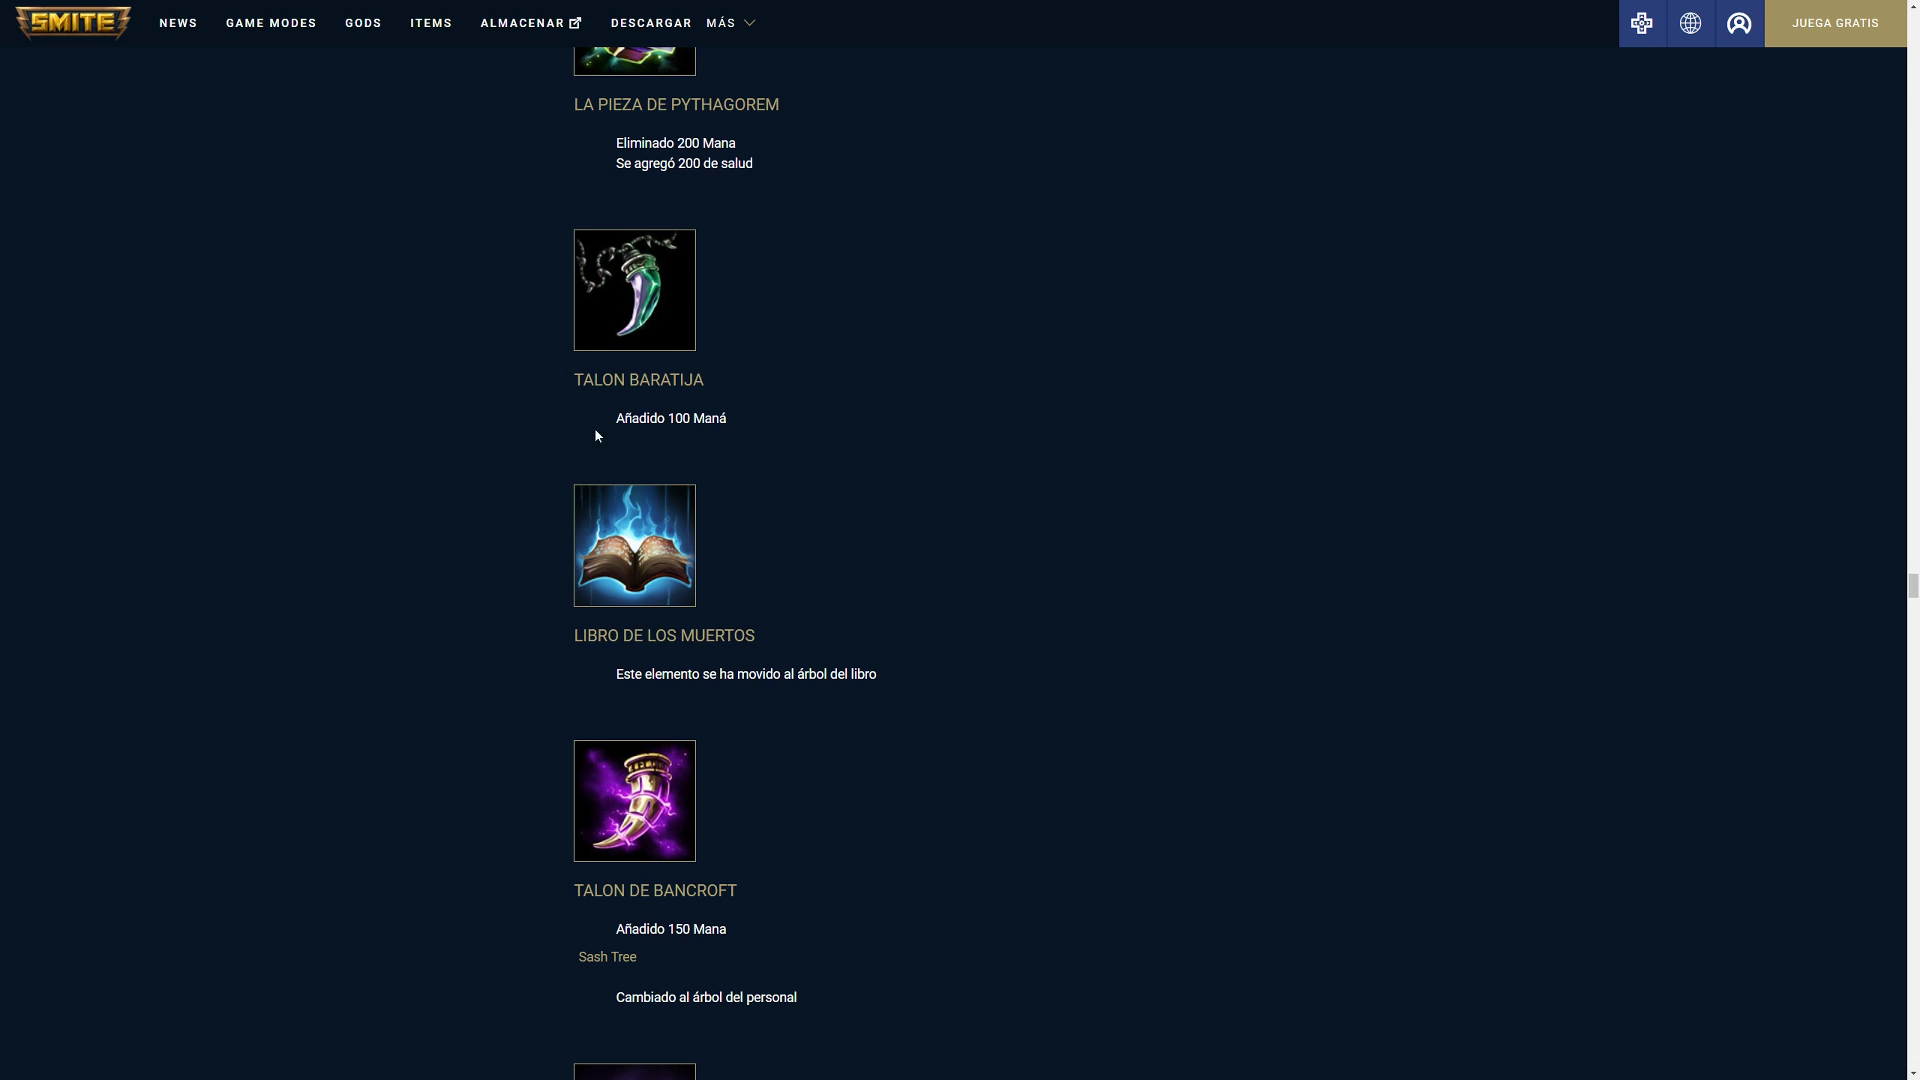 SMITE
NEWS
GAME MODES
GODS
ITEMS
ALMACENAR
DESCARGAR
MÁS
JUEGA GRATIS
LA PIEZA DE PYTHAGOREM
Eliminado 200 Mana
Se agregó 200 de salud
TALON BARATIJA
Añadido 100 Maná
LIBRO DE LOS MUERTOS
Este elemento se ha movido al árbol del libro
TALON DE BANCROFT
Añadido 150 Mana
Sash Tree
Cambiado al árbol del personal